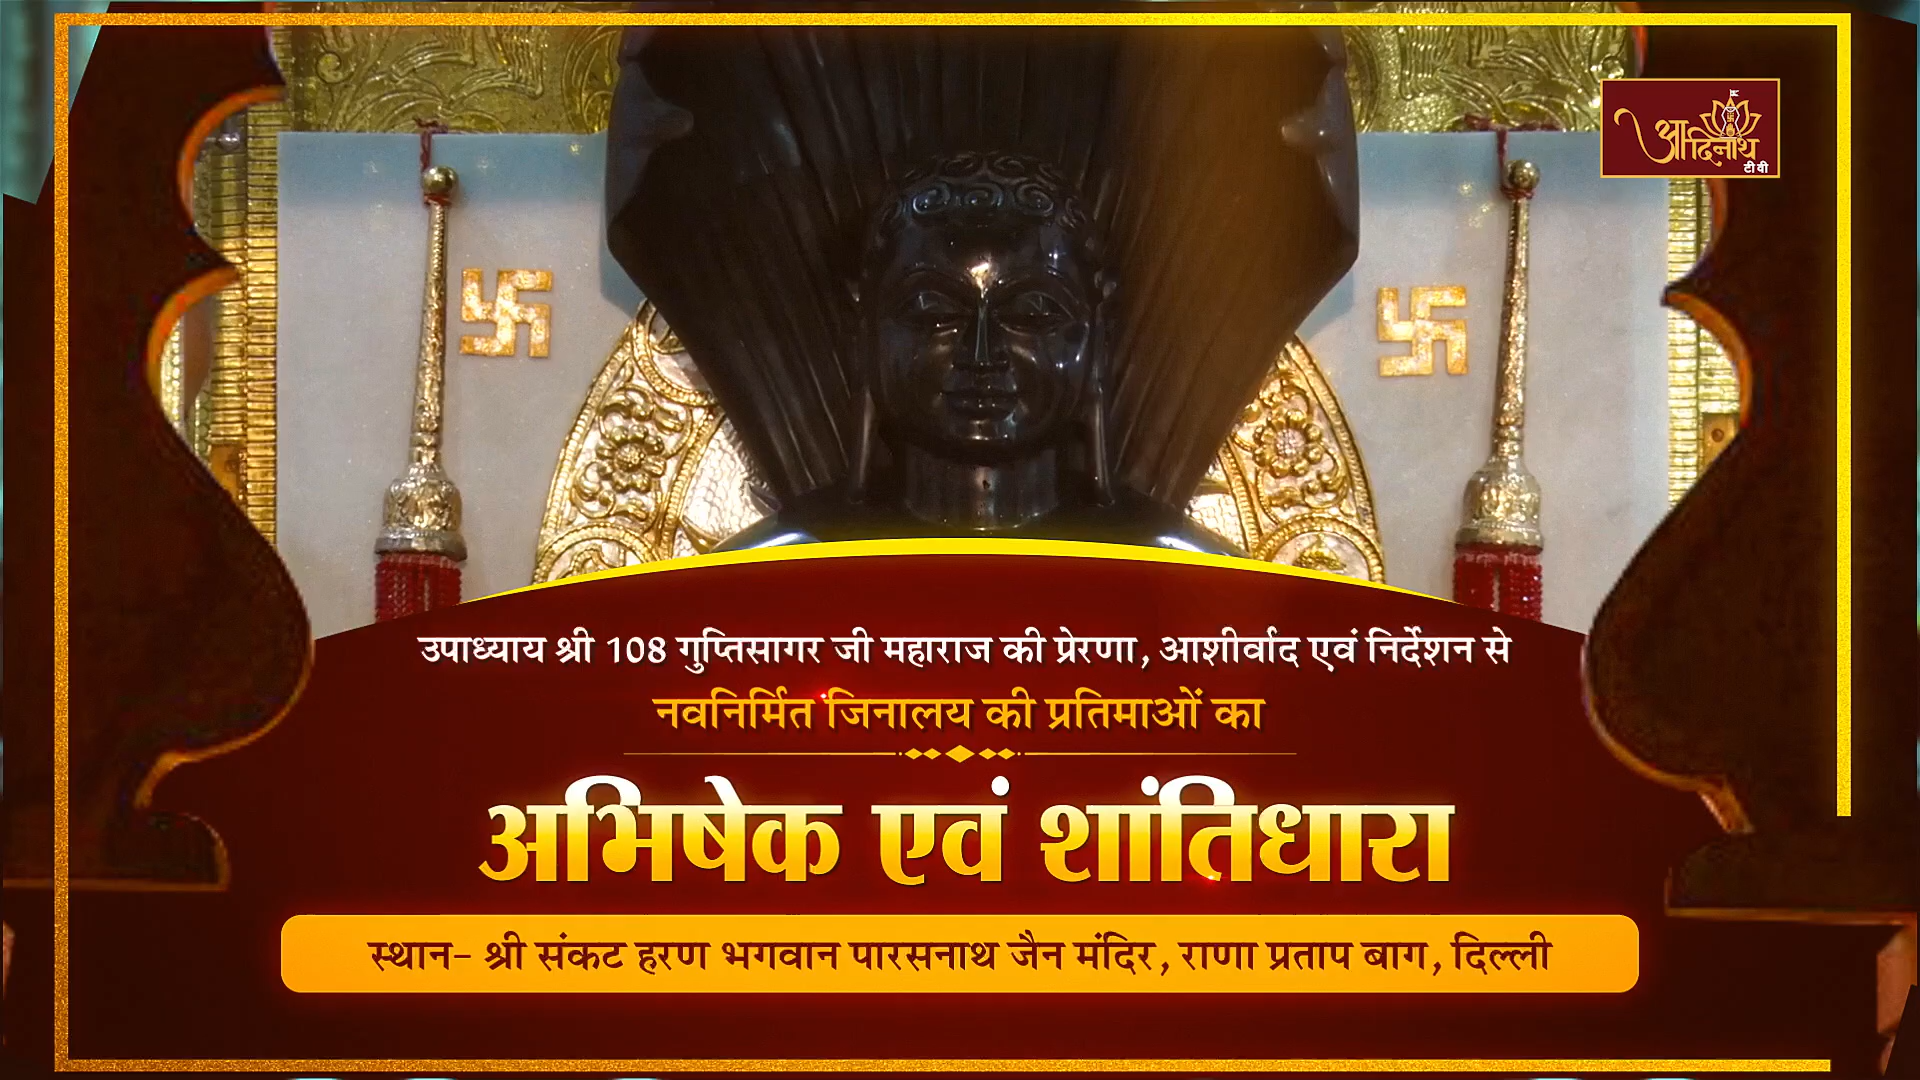 आदिनाथ
टी वी
उपाध्याय श्री 108 गुप्तिसागर जी महाराज की प्रेरणा, आशीर्वाद एवं निर्देशन से
नवनिर्मित जिनालय की प्रतिमाओं का
अभिषेक एवं शांतिधारा
स्थान- श्री संकट हरण भगवान पारसनाथ जैन मंदिर, राणा प्रताप बाग, दिल्ली